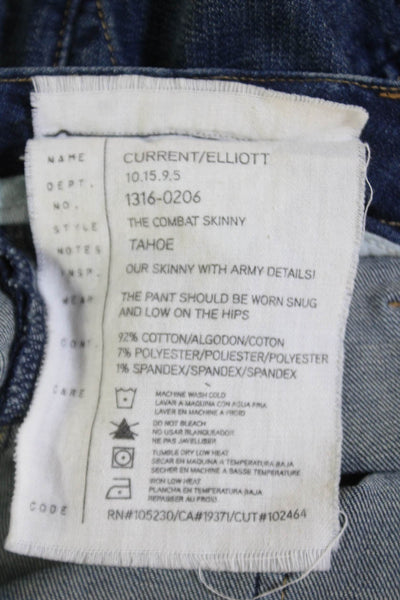 NAME CURRENT/ELLIOTT
DEPT. 10.15.9.5
NO. 1316-0206
STYLE THE COMBAT SKINNY
NOTES TAHOE
INSP. OUR SKINNY WITH ARMY DETAILS!
WEAR THE PANT SHOULD BE WORN SNUG
AND LOW ON THE HIPS
CONT. 92% COTTON/ALGODON/COTON
7% POLYESTER/POLIESTER/POLYESTER
1% SPANDEX/SPANDEX/SPANDEX
CARE MACHINE WASH COLD
LAVAR A MAQUINA CON AGUA FRIA
LAVER EN MACHINE A FROID
DO NOT BLEACH
NO USAR BLANQUEADOR
NE PAS JAVELLISER
TUMBLE DRY LOW HEAT
SECAR EN MAQUINA A TEMPERATURA BAJA
SECHER EN MACHINE A BASSE TEMPERATURE
IRON LOW HEAT
PLANCHA EN TEMPERATURA BAJA
REPASSER AU FROID
CODE RN#105230/CA#19371/CUT#102464